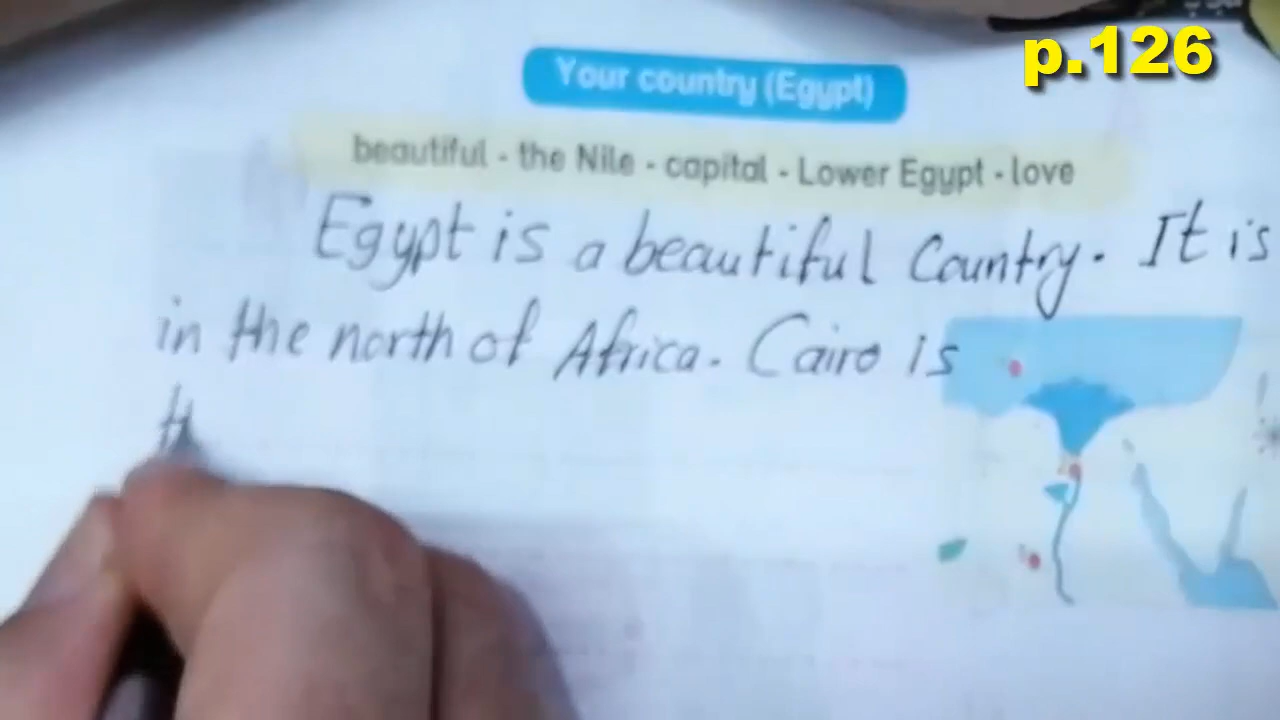 p.126
Your country (Egypt)
beautiful - the Nile - capital - Lower Egypt - love
Egypt is a beautiful Country. It is
in the north of Africa. Cairo is